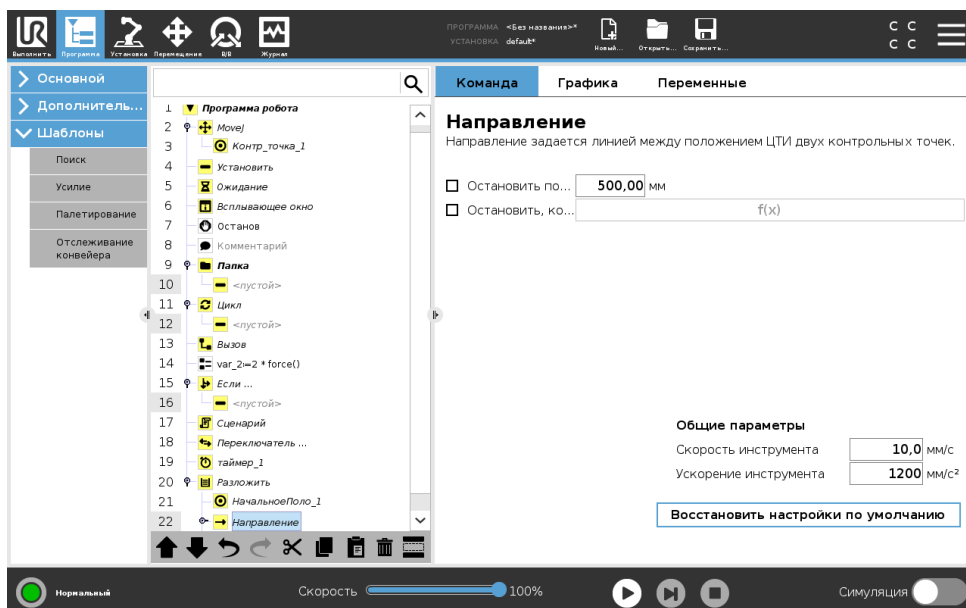 UR
ПРОГРАММА <Без названия>*
УСТАНОВКА default*
C C
C C
Выполнить Программа Установка Перемещение В/В Журнал
Новый... Открыть... Сохранить...
Основной
Дополнитель...
Шаблоны
Поиск
Усилие
Палетирование
Отслеживание
конвейера
1 Программа робота
2 MoveJ
3 Контр_точка_1
4 Установить
5 Ожидание
6 Всплывающее окно
7 Останов
8 Комментарий
9 Папка
10 <пустой>
11 Цикл
12 <пустой>
13 Вызов
14 var_2≔2 * force()
15 Если ...
16 <пустой>
17 Сценарий
18 Переключатель ...
19 таймер_1
20 Разложить
21 НачальноеПоло_1
22 Направление
Команда Графика Переменные
Направление
Направление задается линией между положением ЦТИ двух контрольных точек.
Остановить по... 500,00 мм
Остановить, ко... f(x)
Общие параметры
Скорость инструмента 10,0 мм/с
Ускорение инструмента 1200 мм/с²
Восстановить настройки по умолчанию
Нормальный
Скорость 100%
Симуляция